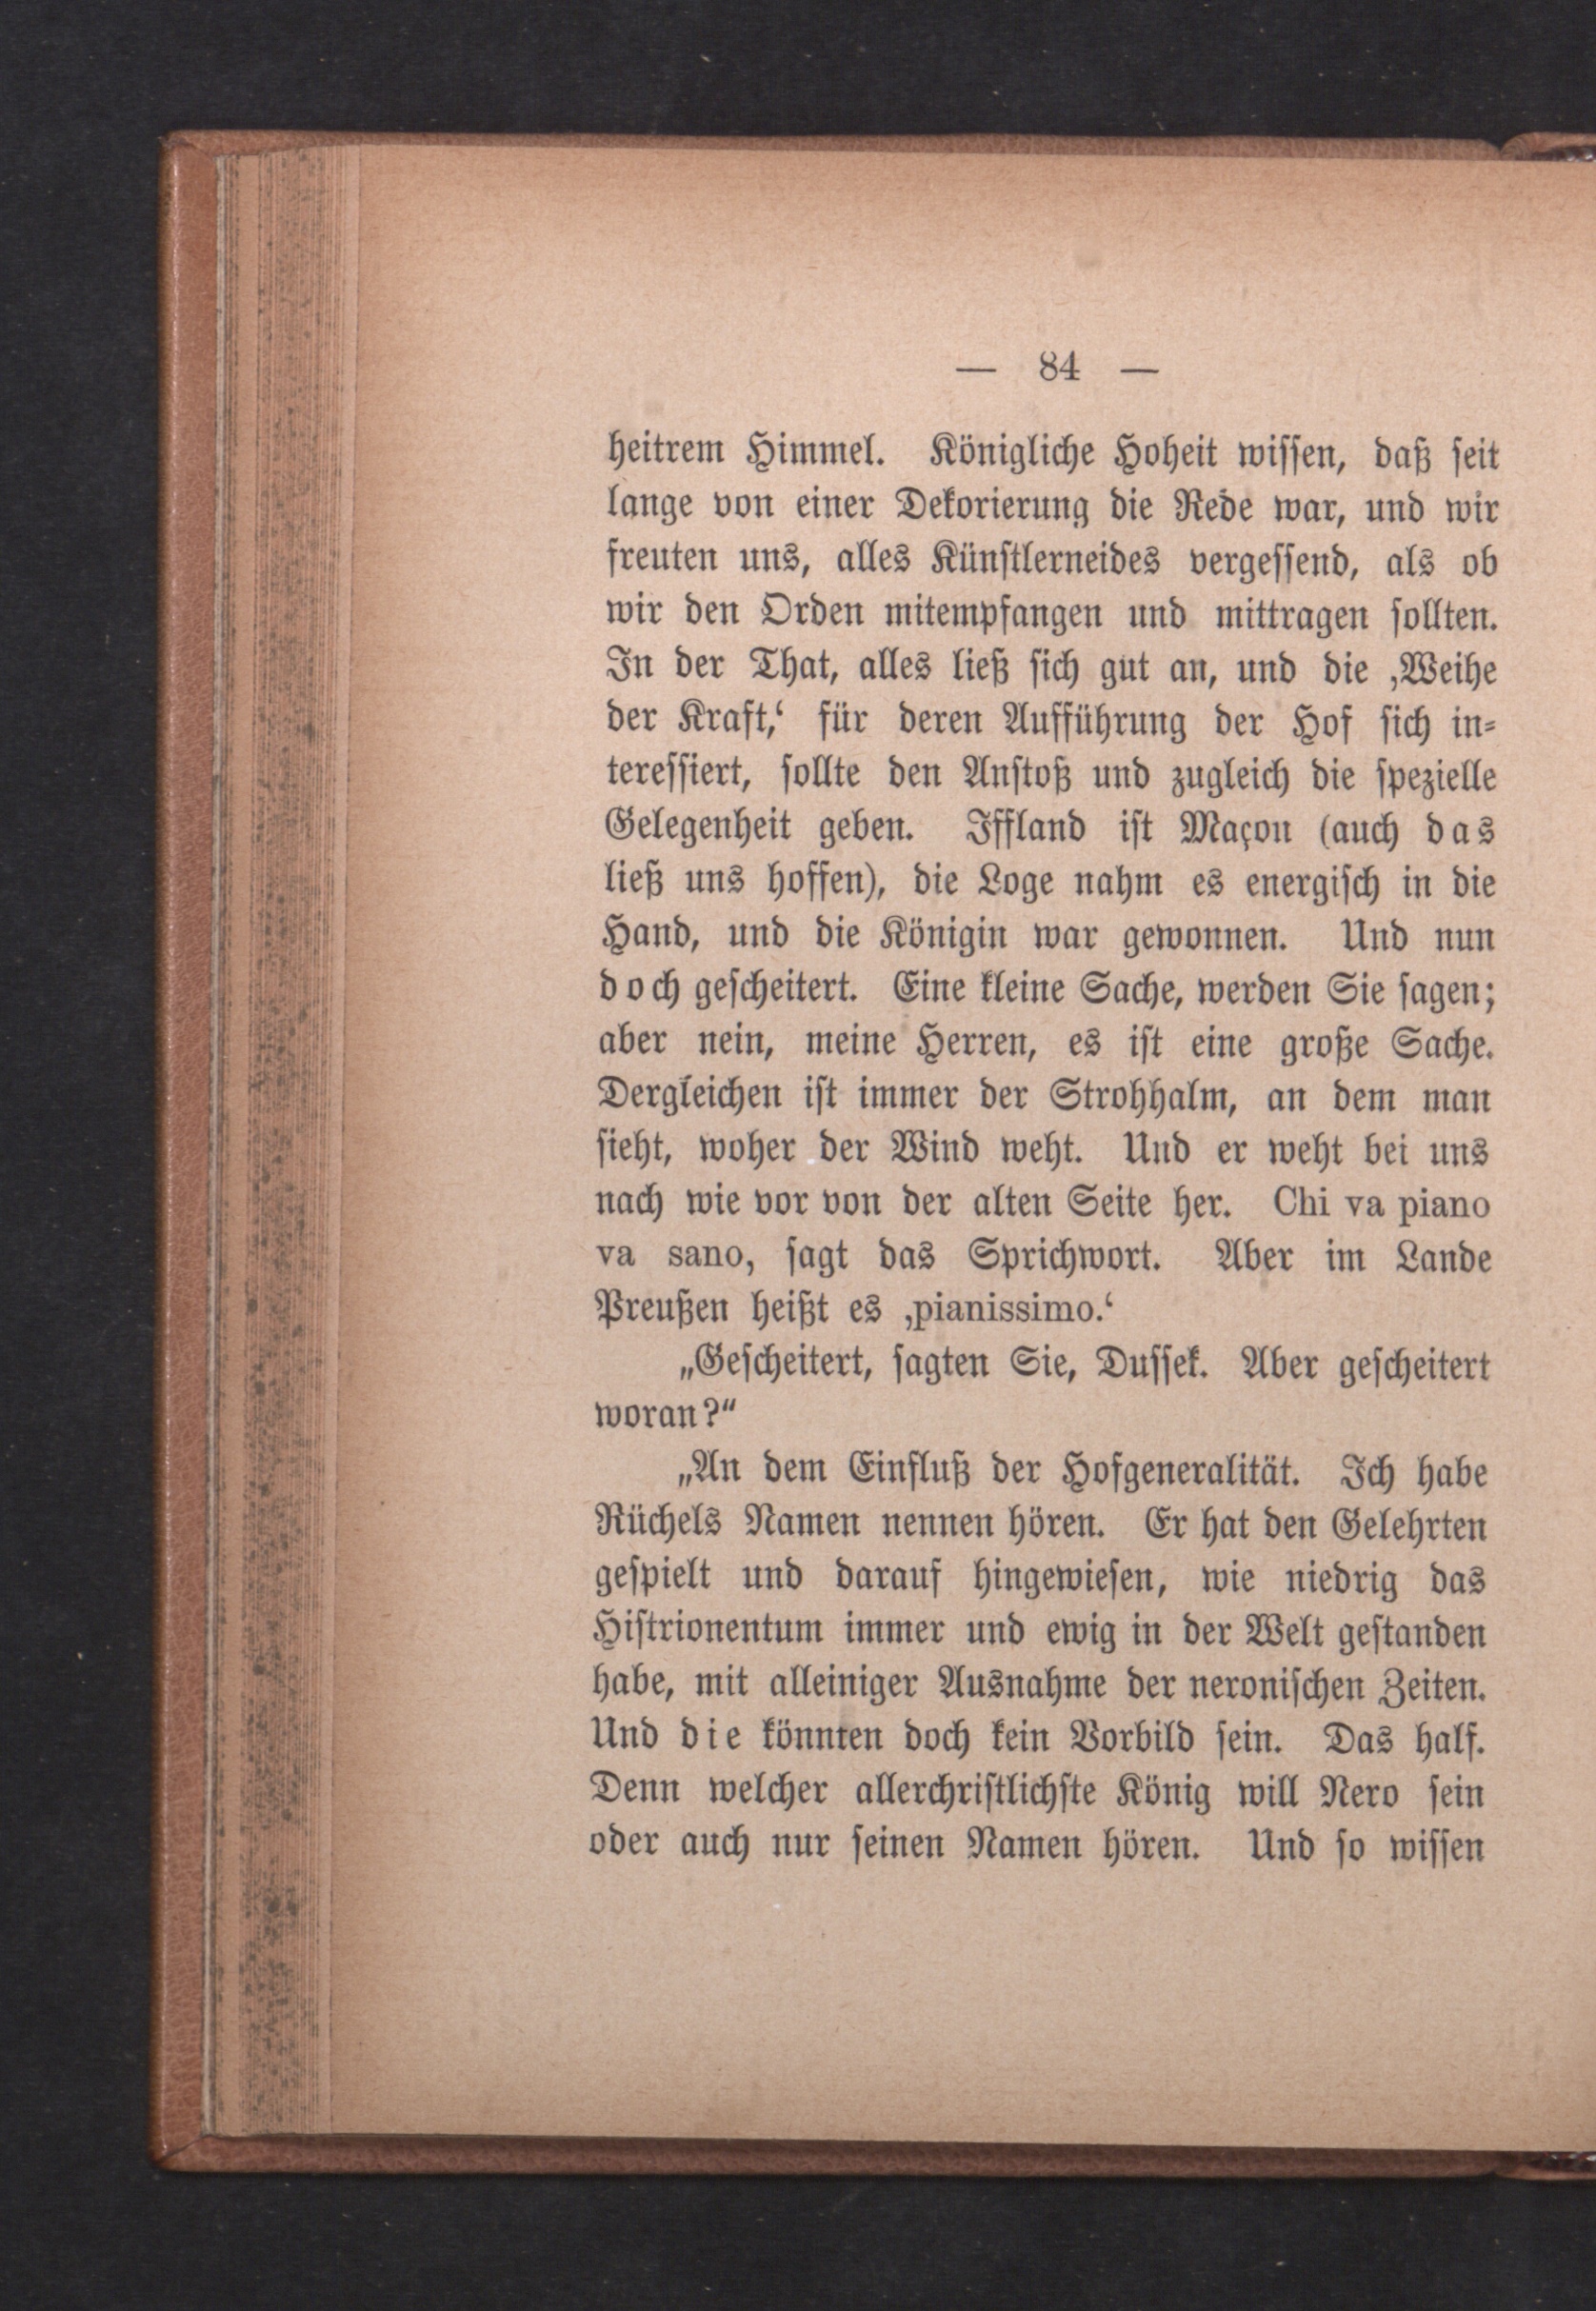 — 84 —
heitrem Himmel. Königliche Hoheit wissen, daß seit
lange von einer Dekorierung die Rede war, und wir
freuten uns, alles Künstlerneides vergessend, als ob
wir den Orden mitempfangen und mittragen sollten.
In der That, alles ließ sich gut an, und die ‚Weihe
der Kraft,‘ für deren Aufführung der Hof sich in-
teressiert, sollte den Anstoß und zugleich die spezielle
Gelegenheit geben. Iffland ist Maçon (auch das
ließ uns hoffen), die Loge nahm es energisch in die
Hand, und die Königin war gewonnen. Und nun
doch gescheitert. Eine kleine Sache, werden Sie sagen;
aber nein, meine Herren, es ist eine große Sache.
Dergleichen ist immer der Strohhalm, an dem man
sieht, woher der Wind weht. Und er weht bei uns
nach wie vor von der alten Seite her. Chi va piano
va sano, sagt das Sprichwort. Aber im Lande
Preußen heißt es ‚pianissimo.‘
„Gescheitert, sagten Sie, Dussek. Aber gescheitert
woran?“
„An dem Einfluß der Hofgeneralität. Ich habe
Rüchels Namen nennen hören. Er hat den Gelehrten
gespielt und darauf hingewiesen, wie niedrig das
Histrionentum immer und ewig in der Welt gestanden
habe, mit alleiniger Ausnahme der neronischen Zeiten.
Und die könnten doch kein Vorbild sein. Das half.
Denn welcher allerchristlichste König will Nero sein
oder auch nur seinen Namen hören. Und so wissen